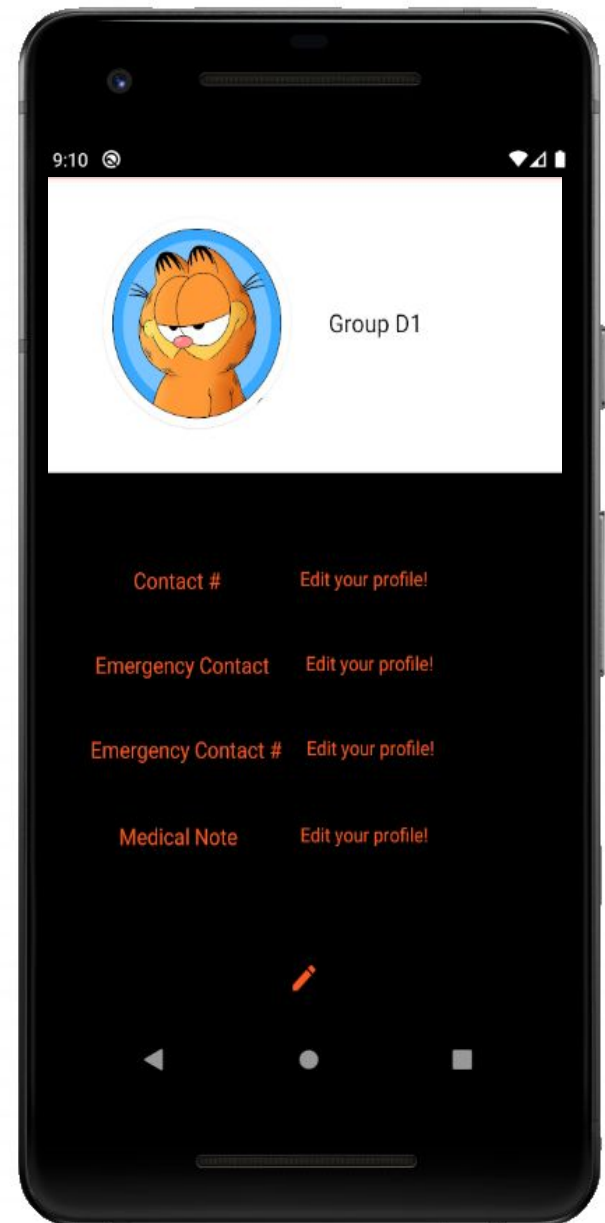 9:10
Group D1
Contact # Edit your profile!
Emergency Contact Edit your profile!
Emergency Contact # Edit your profile!
Medical Note Edit your profile!